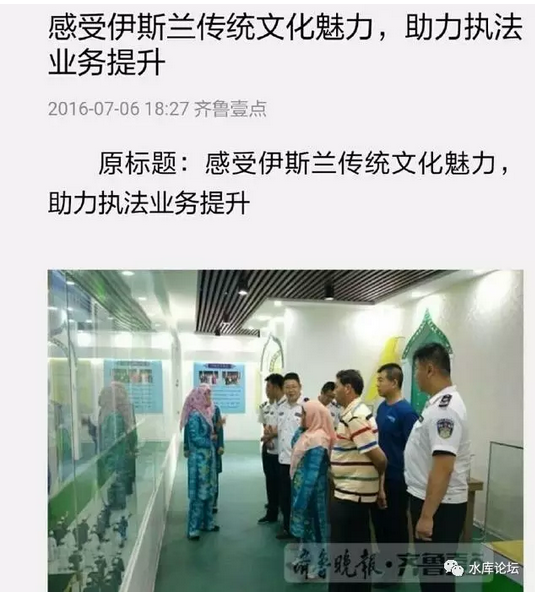 感受伊斯兰传统文化魅力，助力执法
业务提升
2016-07-06 18:27 齐鲁壹点
原标题：感受伊斯兰传统文化魅力，
助力执法业务提升
齐鲁晚报·齐鲁壹点
水库论坛